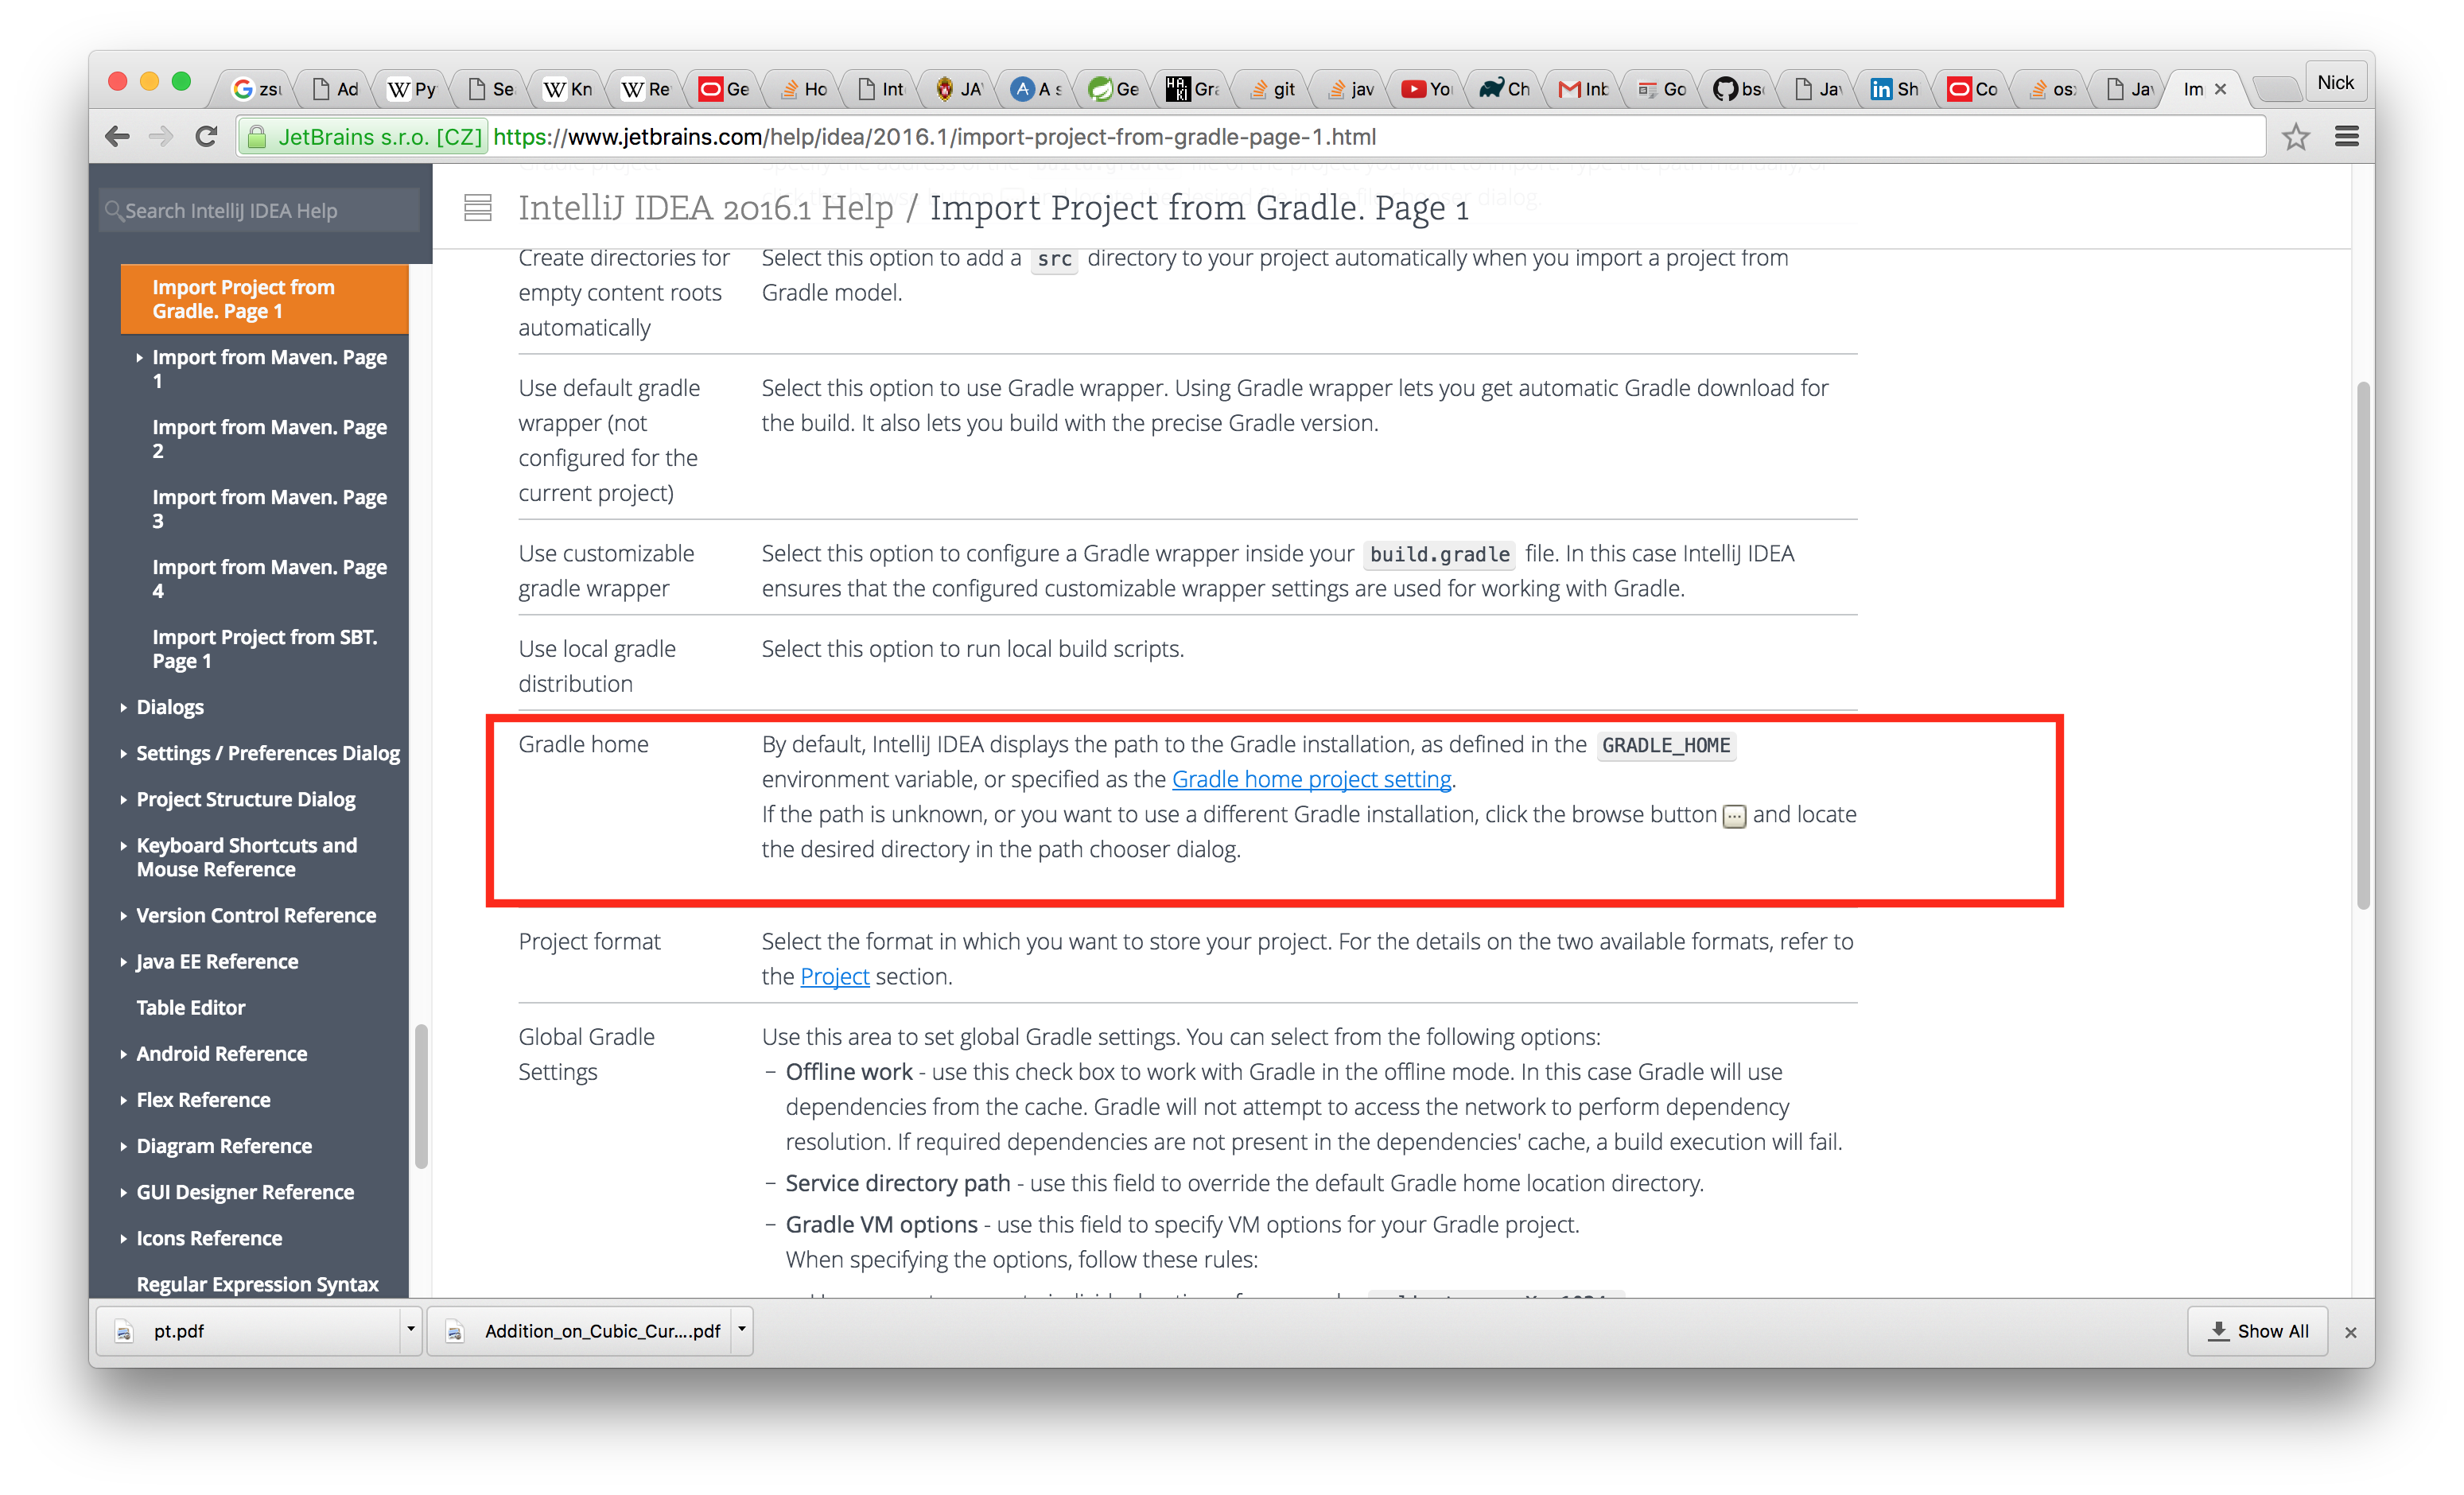 zsı
Ad
Py
Se
Kn
Re
Ge
Ho
Int
JA
A s
Ge
Gra
git
jav
Yo
Ch
Inb
Go
bs
Ja
Sh
Co
os
Ja
Im
Nick
JetBrains s.r.o. [CZ] https://www.jetbrains.com/help/idea/2016.1/import-project-from-gradle-page-1.html
Search IntelliJ IDEA Help
IntelliJ IDEA 2016.1 Help / Import Project from Gradle. Page 1
Import Project from
Gradle. Page 1
Import from Maven. Page
1
Import from Maven. Page
2
Import from Maven. Page
3
Import from Maven. Page
4
Import Project from SBT.
Page 1
Dialogs
Settings / Preferences Dialog
Project Structure Dialog
Keyboard Shortcuts and
Mouse Reference
Version Control Reference
Java EE Reference
Table Editor
Android Reference
Flex Reference
Diagram Reference
GUI Designer Reference
Icons Reference
Regular Expression Syntax
Create directories for
empty content roots
automatically
Select this option to add a src directory to your project automatically when you import a project from
Gradle model.
Use default gradle
wrapper (not
configured for the
current project)
Select this option to use Gradle wrapper. Using Gradle wrapper lets you get automatic Gradle download for
the build. It also lets you build with the precise Gradle version.
Use customizable
gradle wrapper
Select this option to configure a Gradle wrapper inside your build.gradle file. In this case IntelliJ IDEA
ensures that the configured customizable wrapper settings are used for working with Gradle.
Use local gradle
distribution
Select this option to run local build scripts.
Gradle home
By default, IntelliJ IDEA displays the path to the Gradle installation, as defined in the GRADLE_HOME
environment variable, or specified as the Gradle home project setting.
If the path is unknown, or you want to use a different Gradle installation, click the browse button and locate
the desired directory in the path chooser dialog.
Project format
Select the format in which you want to store your project. For the details on the two available formats, refer to
the Project section.
Global Gradle
Settings
Use this area to set global Gradle settings. You can select from the following options:
– Offline work - use this check box to work with Gradle in the offline mode. In this case Gradle will use
dependencies from the cache. Gradle will not attempt to access the network to perform dependency
resolution. If required dependencies are not present in the dependencies' cache, a build execution will fail.
– Service directory path - use this field to override the default Gradle home location directory.
– Gradle VM options - use this field to specify VM options for your Gradle project.
When specifying the options, follow these rules:
pt.pdf
Addition_on_Cubic_Cur....pdf
Show All